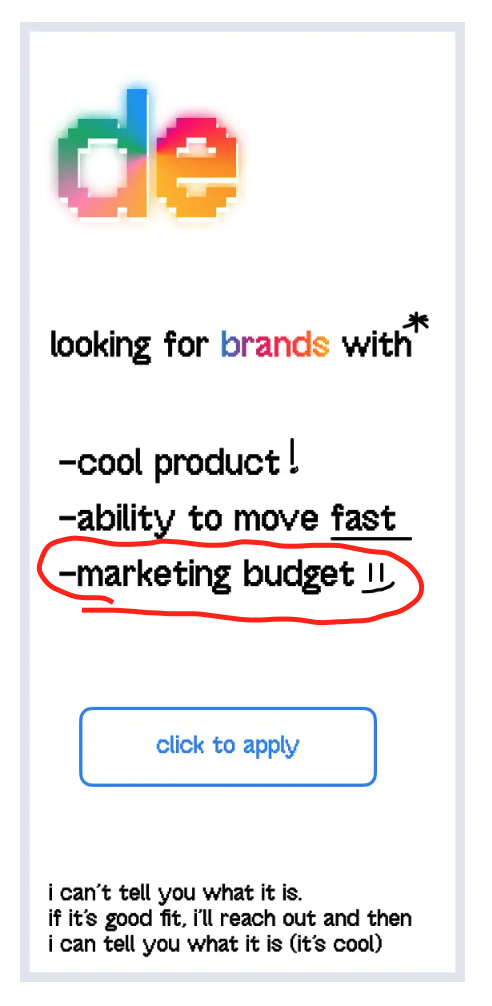 de
looking for brands with*
-cool product!
-ability to move fast
-marketing budget
click to apply
i can't tell you what it is.
if it's good fit, i'll reach out and then
i can tell you what it is (it's cool)